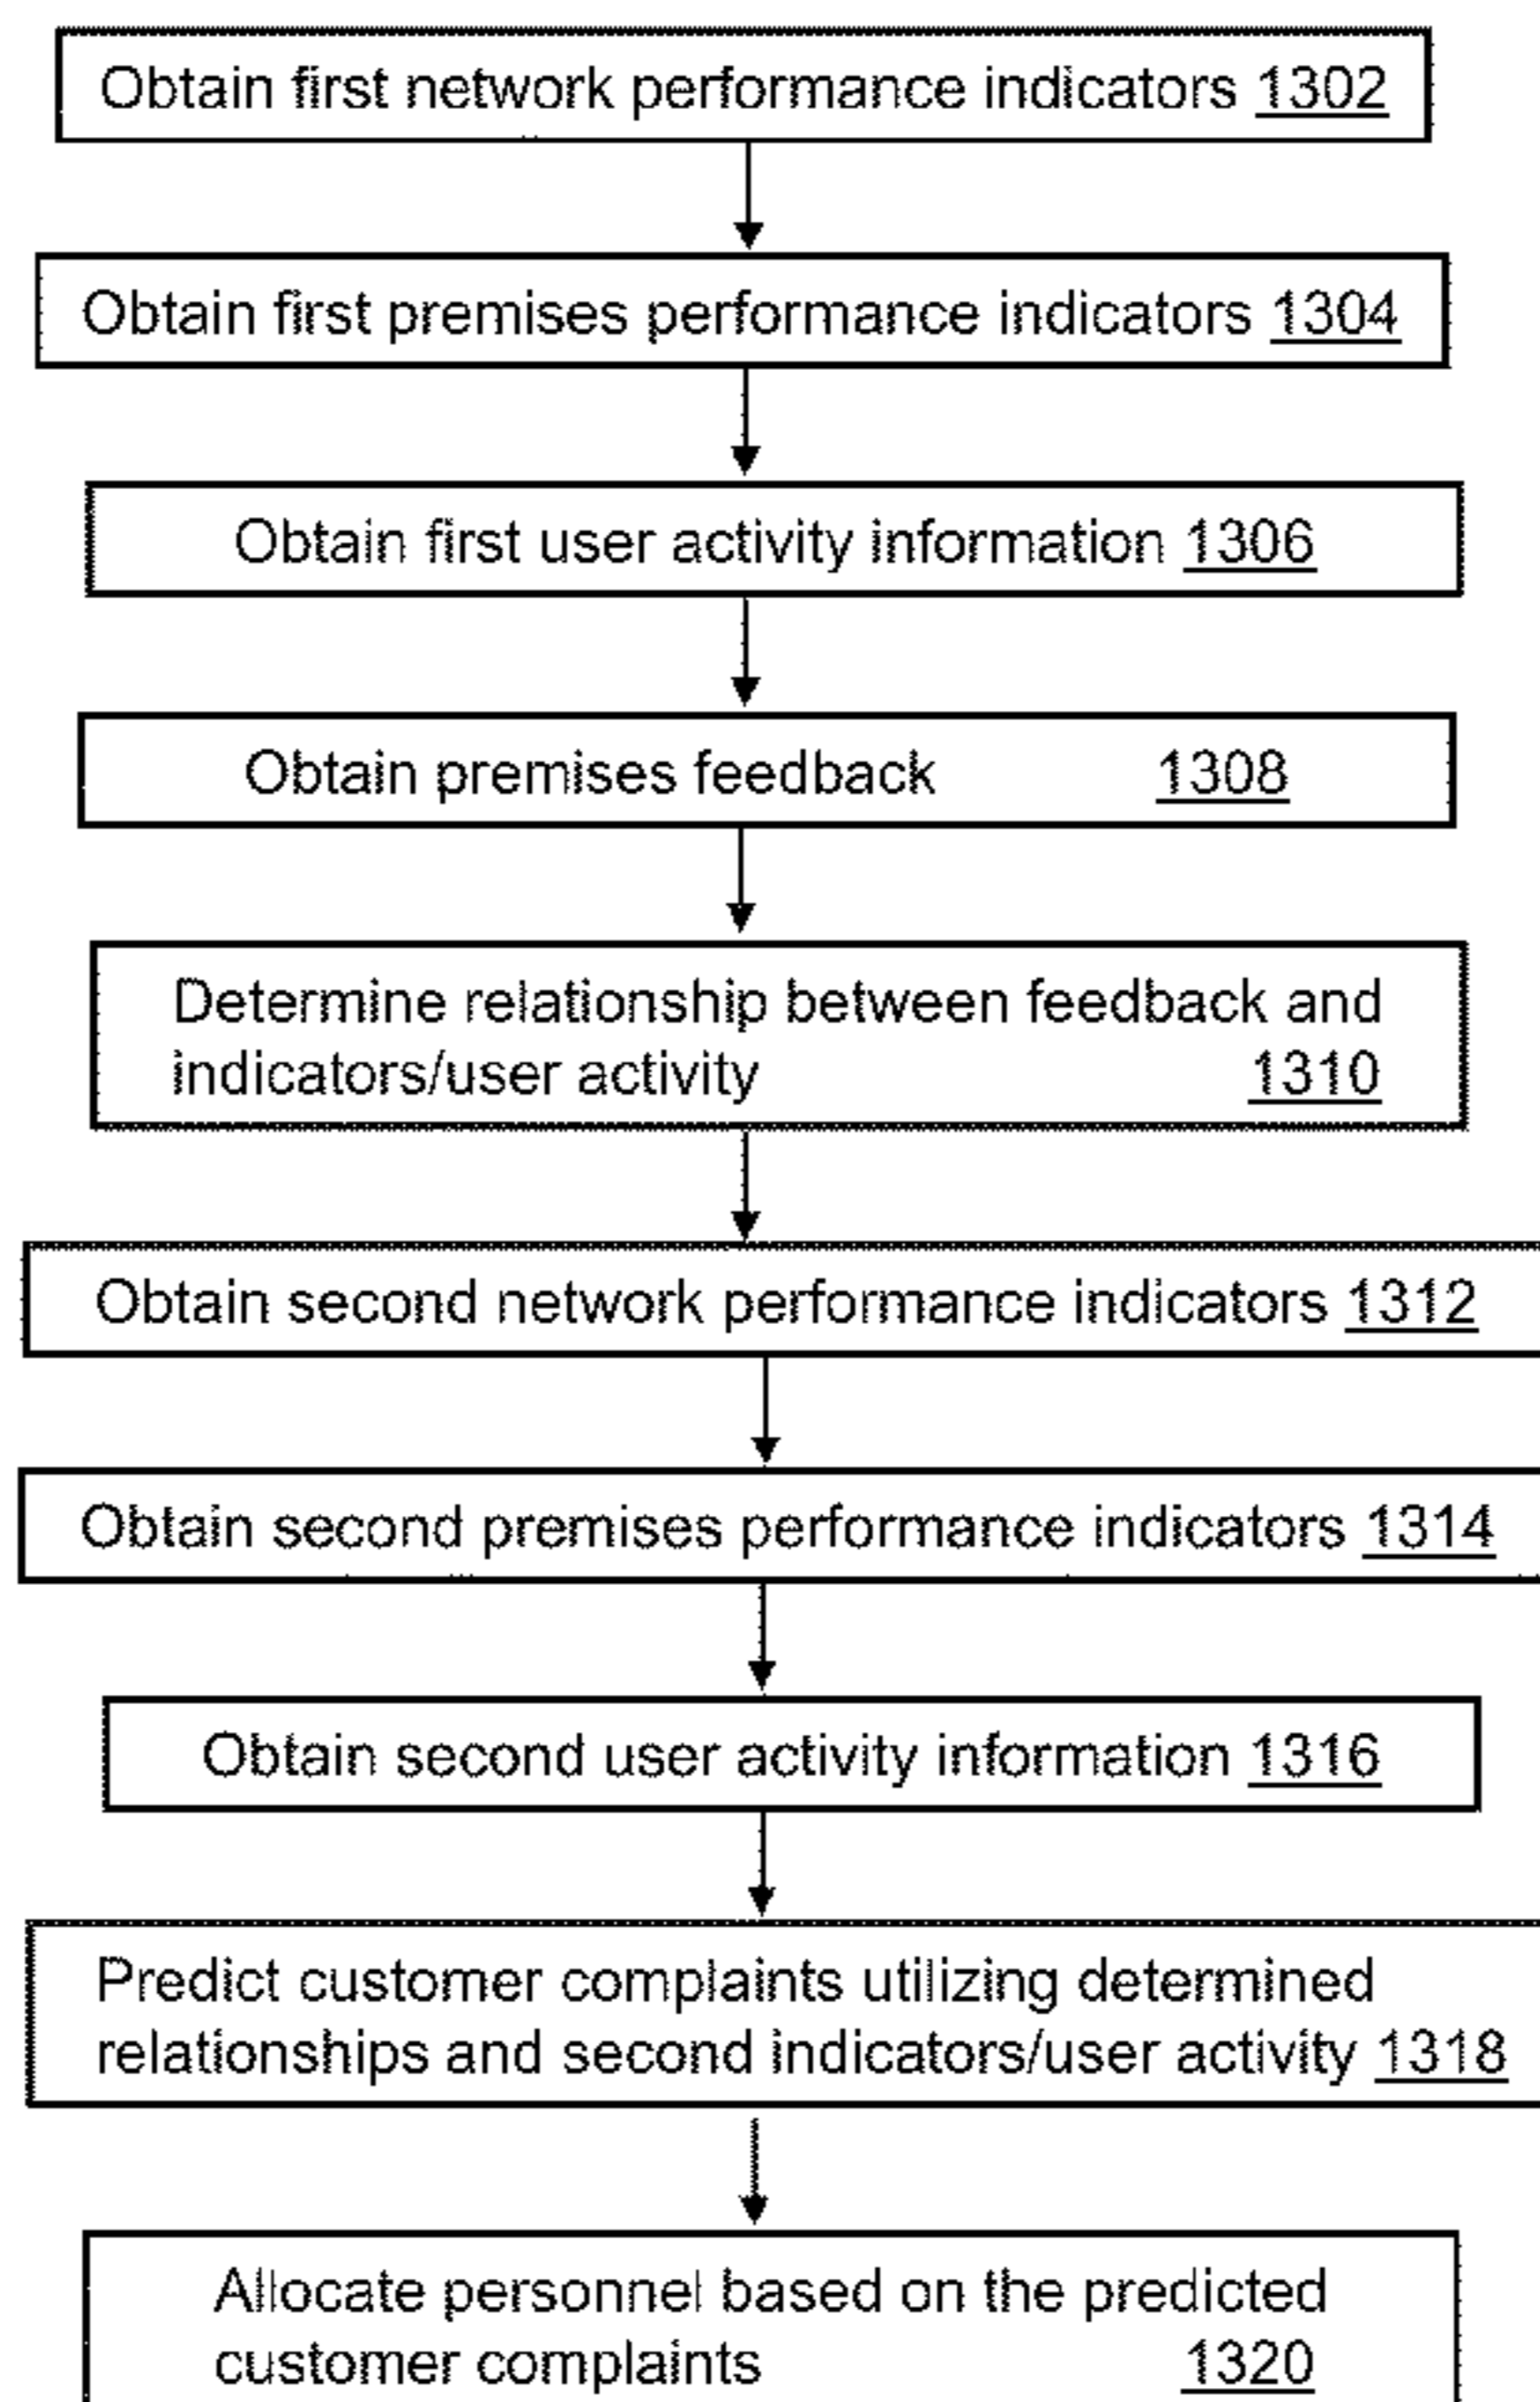 Obtain first network performance indicators 1302
Obtain first premises performance indicators 1304
Obtain first user activity information 1306
Obtain premises feedback 1308
Determine relationship between feedback and
indicators/user activity 1310
Obtain second network performance indicators 1312
Obtain second premises performance indicators 1314
Obtain second user activity information 1316
Predict customer complaints utilizing determined
relationships and second indicators/user activity 1318
Allocate personnel based on the predicted
customer complaints 1320